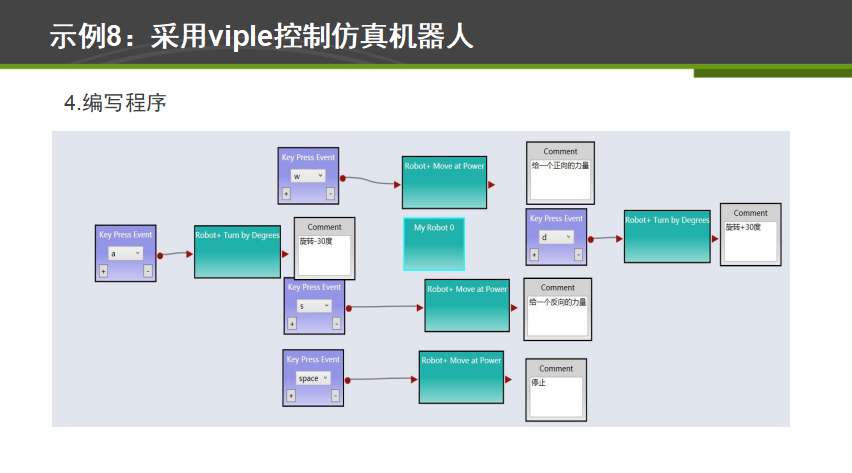 示例8：采用viple控制仿真机器人
4.编写程序
Key Press Event
w
+
-
Robot+ Move at Power
Comment
给一个正向的力量
Key Press Event
a
+
-
Robot+ Turn by Degrees
Comment
旋转-30度
My Robot 0
Key Press Event
d
+
-
Robot+ Turn by Degrees
Comment
旋转+30度
Key Press Event
s
+
-
Robot+ Move at Power
Comment
给一个反向的力量
Key Press Event
space
+
-
Robot+ Move at Power
Comment
停止